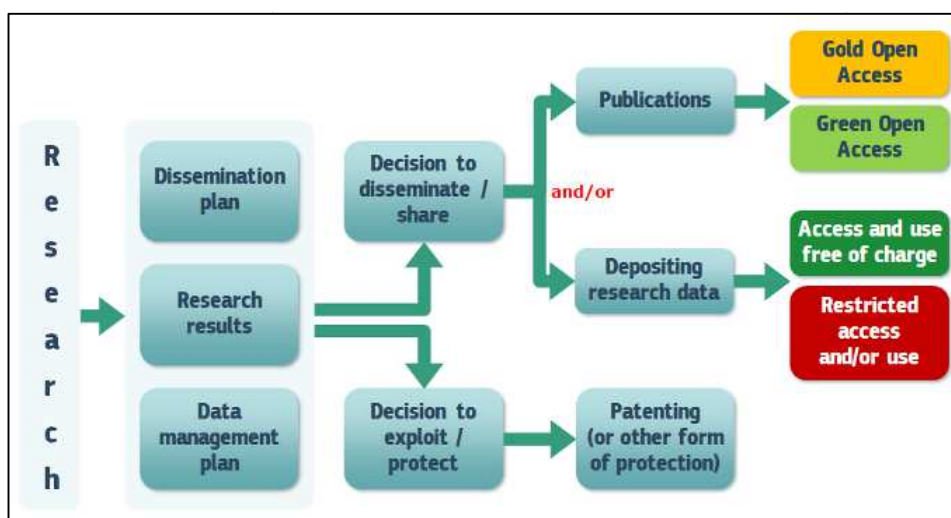 Research
Dissemination
plan
Research
results
Data
management
plan
Decision to
disseminate /
share
Decision to
exploit /
protect
and/or
Publications
Depositing
research data
Patenting
(or other form
of protection)
Gold Open
Access
Green Open
Access
Access and use
free of charge
Restricted
access
and/or use